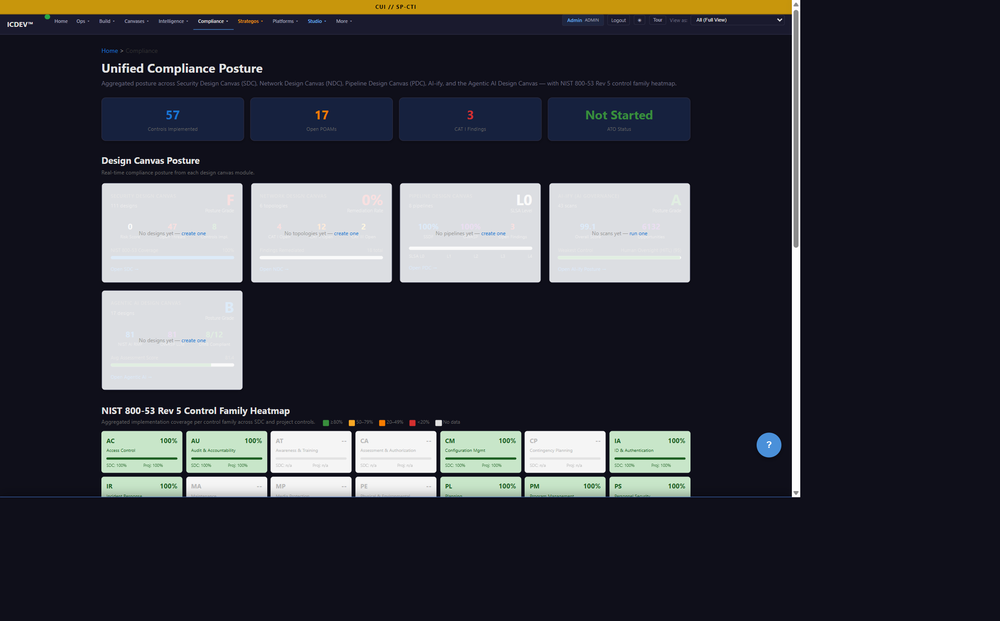 CUI // SP-CTI
ICDEV™
Home Ops Build Canvases Intelligence Compliance Strategos Platforms Studio More
Admin ADMIN Logout Tour View as: All (Full View)
Home > Compliance
Unified Compliance Posture
Aggregated posture across Security Design Canvas (SDC), Network Design Canvas (NDC), Pipeline Design Canvas (PDC), AI-ify, and the Agentic AI Design Canvas — with NIST 800-53 Rev 5 control family heatmap.
57
Controls Implemented
17
Open POAMs
3
CAT I Findings
Not Started
ATO Status
Design Canvas Posture
Real-time compliance posture from each design canvas module.
SECURITY DESIGN CANVAS
111 designs
F
Posture Grade
0
Risk Score
47
Open Threats
8
Controls Impl.
No designs yet — create one
NIST 800-53 Coverage 100%
Open SDC →
NETWORK DESIGN CANVAS
6 topologies
0%
Remediation Rate
4
CAT I Open
12
CAT II Open
2
CAT III Open
No topologies yet — create one
Findings Remediated 18 total
Open NDC →
PIPELINE DESIGN CANVAS
8 pipelines
L0
SLSA Level
100%
SSDF
100%
OWASP
3
Open Findings
No pipelines yet — create one
SLSA L0 L1 L2 L3 L4
Open PDC →
AI-IFY (AI GOVERNANCE)
43 scans
A
Posture Grade
99.1
Overall Score
6132
Opportunities
No scans yet — run one
Weakest Control Human Oversight (HITL) (95)
Open AI-ify Posture →
AGENTIC AI DESIGN CANVAS
17 designs
B
Posture Grade
81
NIST AI RMF
81
OWASP LLM
8/12
OMB Compliant
No designs yet — create one
Avg Assessment Score
Open Agentic AI →
NIST 800-53 Rev 5 Control Family Heatmap
Aggregated implementation coverage per control family across SDC and project controls. ≥80% 50–79% 20–49% <20% No data
AC 100%
Access Control
SDC: 100% Proj: 100%
AU 100%
Audit & Accountability
SDC: 100% Proj: 100%
AT --
Awareness & Training
SDC: n/a Proj: n/a
CA --
Assessment & Authorization
SDC: n/a Proj: n/a
CM 100%
Configuration Mgmt
SDC: 100% Proj: 100%
CP --
Contingency Planning
SDC: n/a Proj: n/a
IA 100%
ID & Authentication
SDC: 100% Proj: 100%
IR 100%
Incident Response
MA --
Maintenance
MP --
Media Protection
PE --
Physical & Environmental
PL 100%
Planning
PM 100%
Program Management
PS 100%
Personnel Security
?